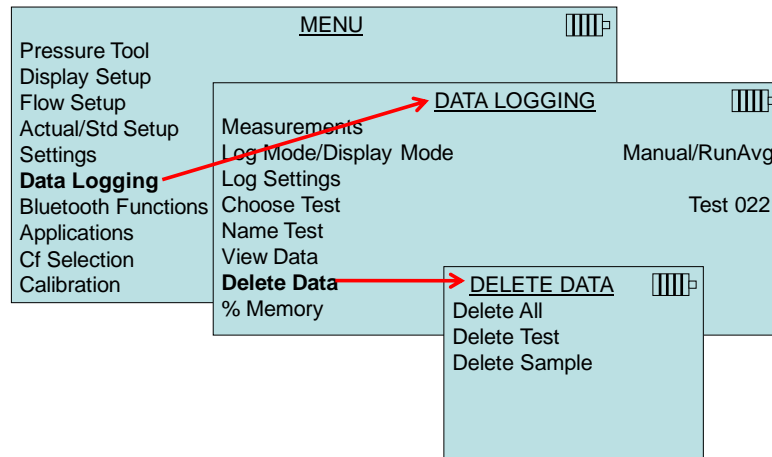 MENU
Pressure Tool
Display Setup
Flow Setup
Actual/Std Setup
Settings
Data Logging
Bluetooth Functions
Applications
Cf Selection
Calibration
DATA LOGGING
Measurements
Log Mode/Display Mode Manual/RunAvg
Log Settings
Choose Test Test 022
Name Test
View Data
Delete Data
% Memory
DELETE DATA
Delete All
Delete Test
Delete Sample